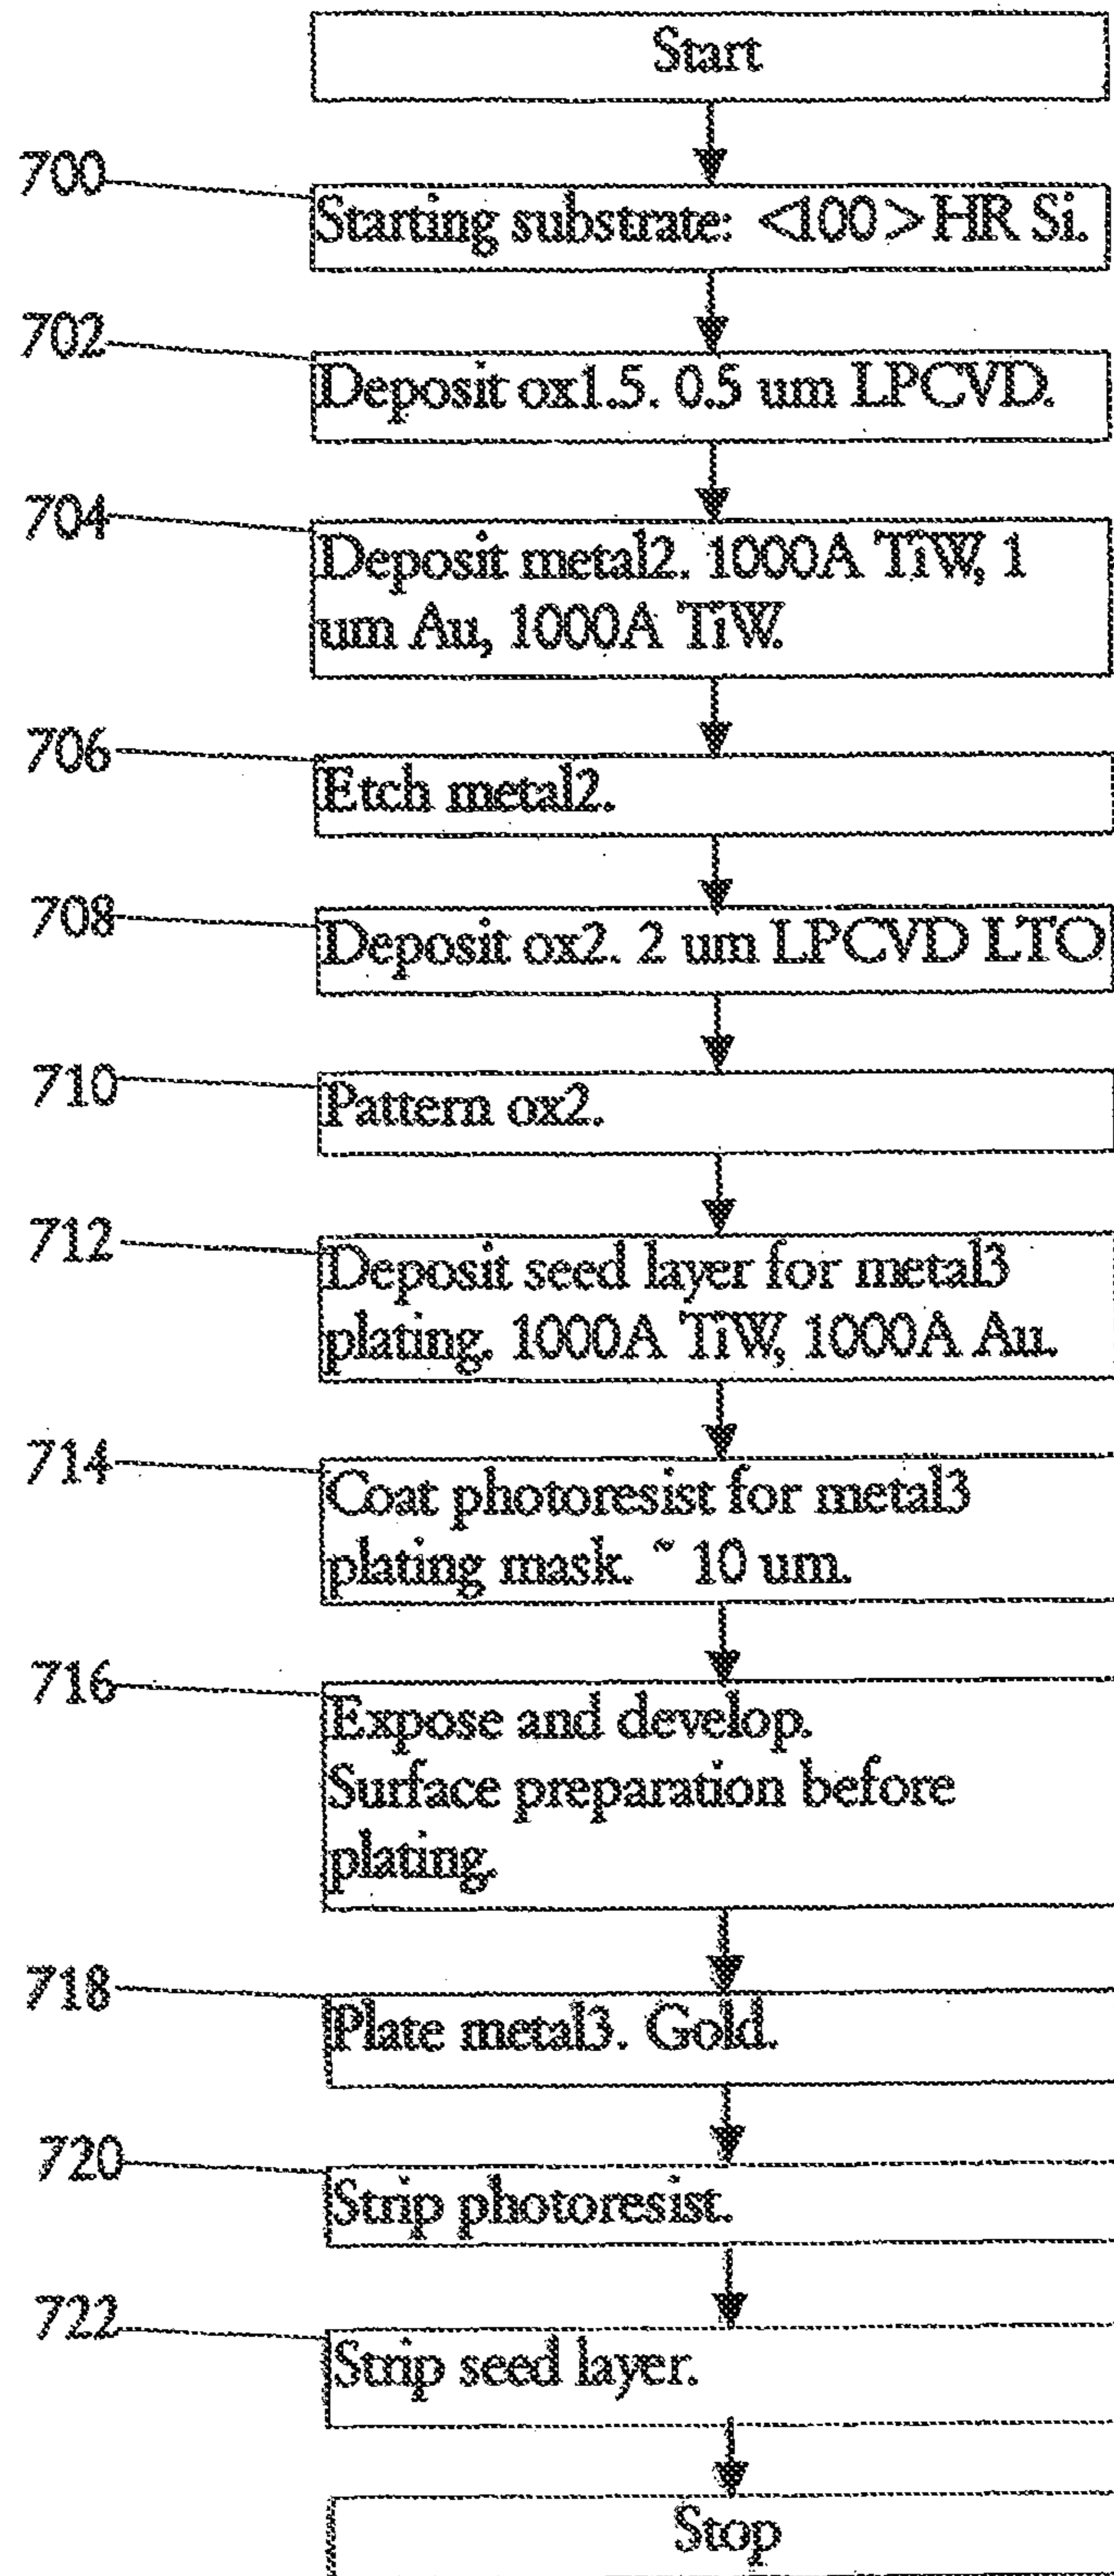 Start
700
Starting substrate: <100> HR Si.
702
Deposit ox1.5. 0.5 um LPCVD.
704
Deposit metal2. 1000A TiW, 1
um Au, 1000A TiW.
706
Etch metal2.
708
Deposit ox2. 2 um LPCVD LTO
710
Pattern ox2.
712
Deposit seed layer for metal3
plating. 1000A TiW, 1000A Au.
714
Coat photoresist for metal3
plating mask. ~ 10 um.
716
Expose and develop.
Surface preparation before
plating.
718
Plate metal3. Gold.
720
Strip photoresist.
722
Strip seed layer.
Stop